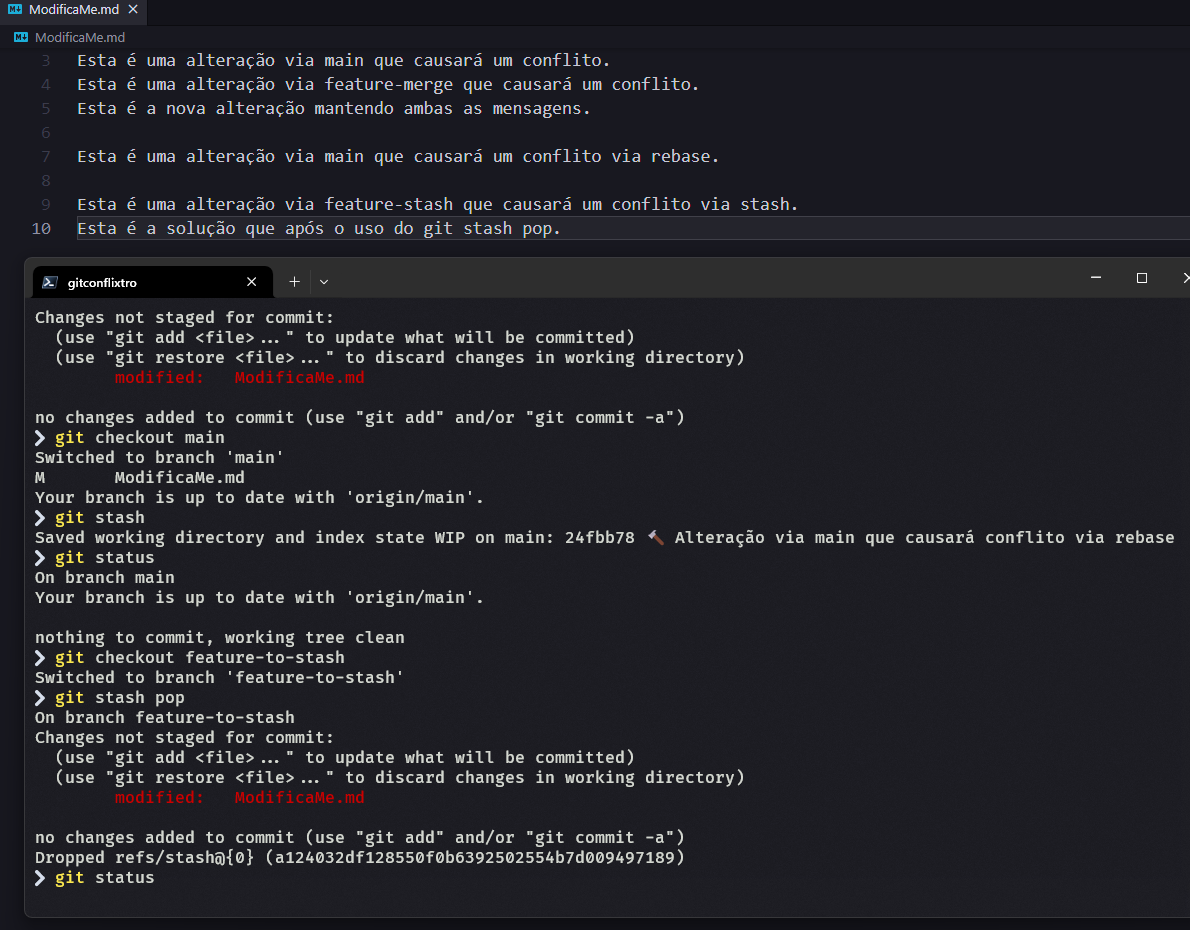 ModificaMe.md
ModificaMe.md
3 Esta é uma alteração via main que causará um conflito.
4 Esta é uma alteração via feature-merge que causará um conflito.
5 Esta é a nova alteração mantendo ambas as mensagens.
6
7 Esta é uma alteração via main que causará um conflito via rebase.
8
9 Esta é uma alteração via feature-stash que causará um conflito via stash.
10 Esta é a solução que após o uso do git stash pop.
gitconflixtro
Changes not staged for commit:
(use "git add <file>..." to update what will be committed)
(use "git restore <file>..." to discard changes in working directory)
modified: ModificaMe.md
no changes added to commit (use "git add" and/or "git commit -a")
❯ git checkout main
Switched to branch 'main'
M ModificaMe.md
Your branch is up to date with 'origin/main'.
❯ git stash
Saved working directory and index state WIP on main: 24fbb78 🔨 Alteração via main que causará conflito via rebase
❯ git status
On branch main
Your branch is up to date with 'origin/main'.
nothing to commit, working tree clean
❯ git checkout feature-to-stash
Switched to branch 'feature-to-stash'
❯ git stash pop
On branch feature-to-stash
Changes not staged for commit:
(use "git add <file>..." to update what will be committed)
(use "git restore <file>..." to discard changes in working directory)
modified: ModificaMe.md
no changes added to commit (use "git add" and/or "git commit -a")
Dropped refs/stash@{0} (a124032df128550f0b6392502554b7d009497189)
❯ git status